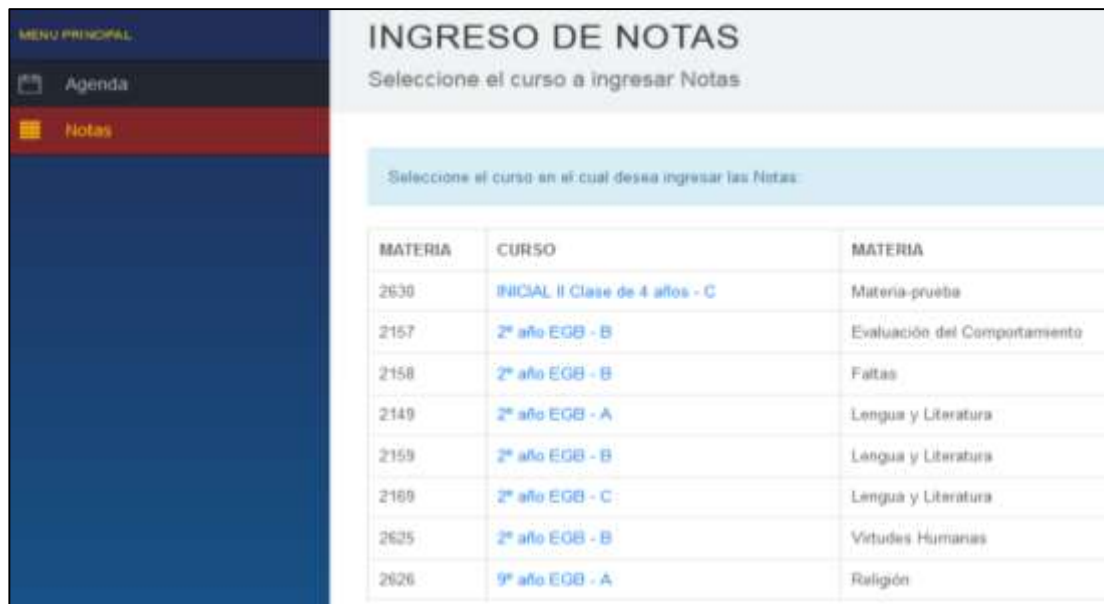 MENU PRINCIPAL
Agenda
Notas
INGRESO DE NOTAS
Seleccione el curso a ingresar Notas
Seleccione el curso en el cual desea ingresar las Notas:
MATERIA CURSO MATERIA
2630 INICIAL II Clase de 4 años - C Materia-prueba
2157 2º año EGB - B Evaluación del Comportamiento
2158 2º año EGB - B Faltas
2149 2º año EGB - A Lengua y Literatura
2159 2º año EGB - B Lengua y Literatura
2169 2º año EGB - C Lengua y Literatura
2625 2º año EGB - B Virtudes Humanas
2626 9º año EGB - A Religión